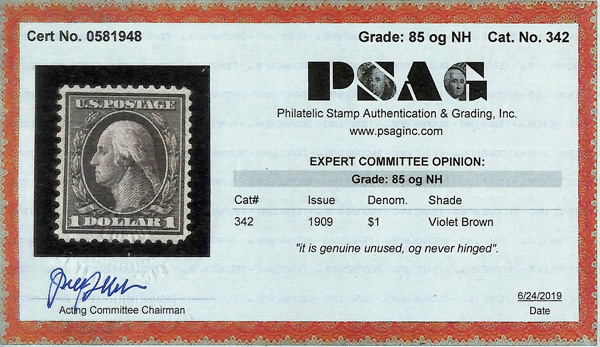 Cert No. 0581948
Grade: 85 og NH
Cat. No. 342
PSAG
Philatelic Stamp Authentication & Grading, Inc.
www.psaginc.com
U.S. POSTAGE
1 DOLLAR 1
EXPERT COMMITTEE OPINION:
Grade: 85 og NH
Cat# Issue Denom. Shade
342 1909 $1 Violet Brown
"it is genuine unused, og never hinged".
Acting Committee Chairman
6/24/2019
Date